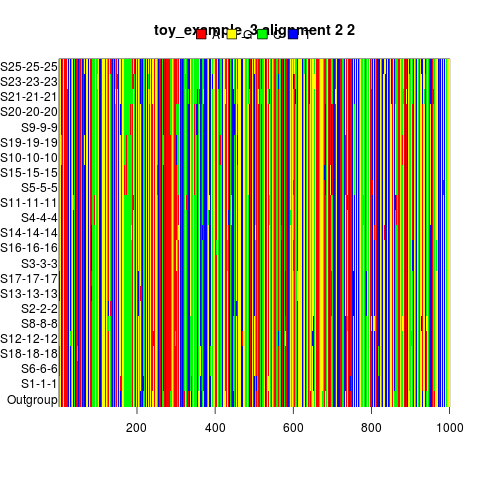 toy_example_3 alignment 2 2
A G C T
S25-25-25
S23-23-23
S21-21-21
S20-20-20
S9-9-9
S19-19-19
S10-10-10
S15-15-15
S5-5-5
S11-11-11
S4-4-4
S14-14-14
S16-16-16
S3-3-3
S17-17-17
S13-13-13
S2-2-2
S8-8-8
S12-12-12
S18-18-18
S6-6-6
S1-1-1
Outgroup
200 400 600 800 1000